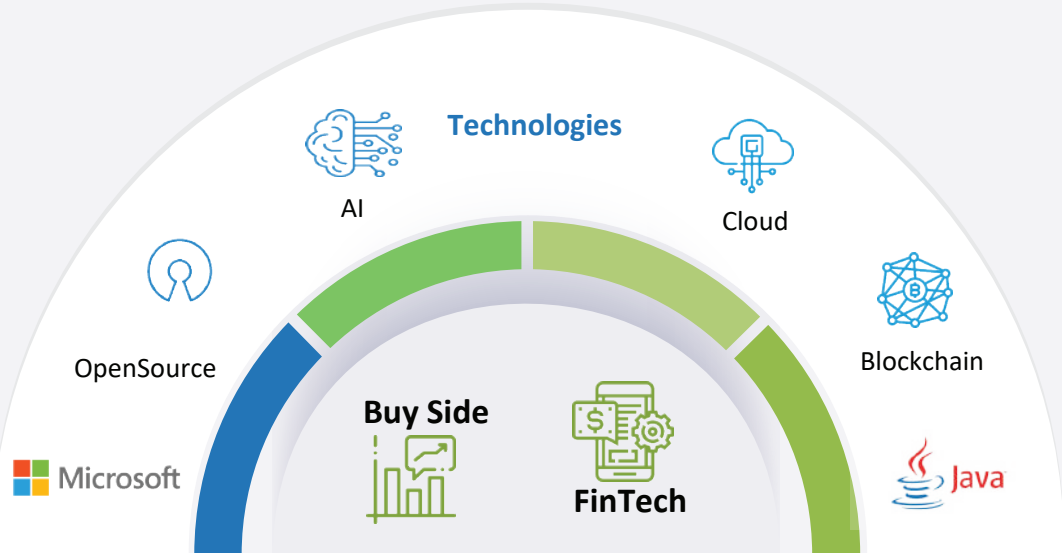 Technologies
AI
Cloud
OpenSource
Blockchain
Buy Side
$
B
FinTech
Microsoft
Java